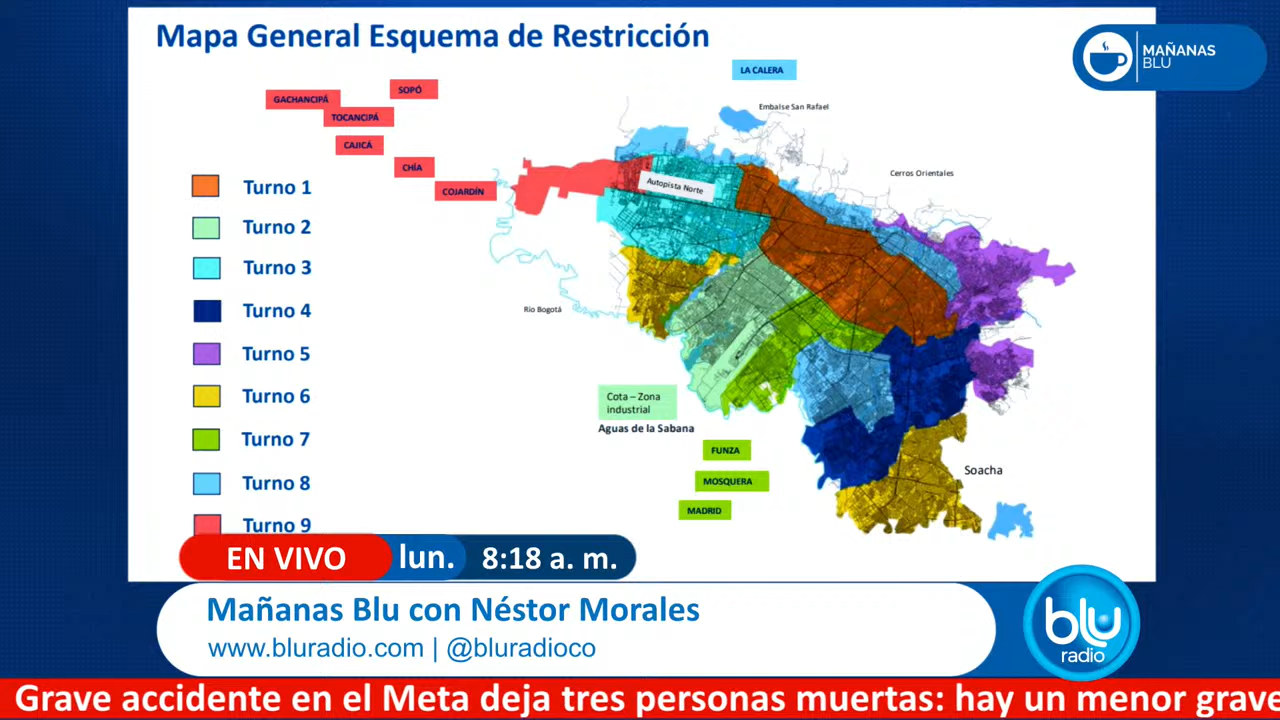 Mapa General Esquema de Restricción
MAÑANAS
BLU
LA CALERA
SOPÓ
GACHANCIPÁ
TOCANCIPÁ
Embalse San Rafael
CAJICÁ
CHÍA
Cerros Orientales
COJARDÍN
Autopista Norte
Turno 1
Turno 2
Turno 3
Turno 4
Río Bogotá
Turno 5
Turno 6
Cota – Zona
industrial
Aguas de la Sabana
Turno 7
FUNZA
Soacha
Turno 8
MOSQUERA
MADRID
Turno 9
EN VIVO lun. 8:18 a. m.
Mañanas Blu con Néstor Morales
www.bluradio.com | @bluradioco
blu
radio
Grave accidente en el Meta deja tres personas muertas: hay un menor grave